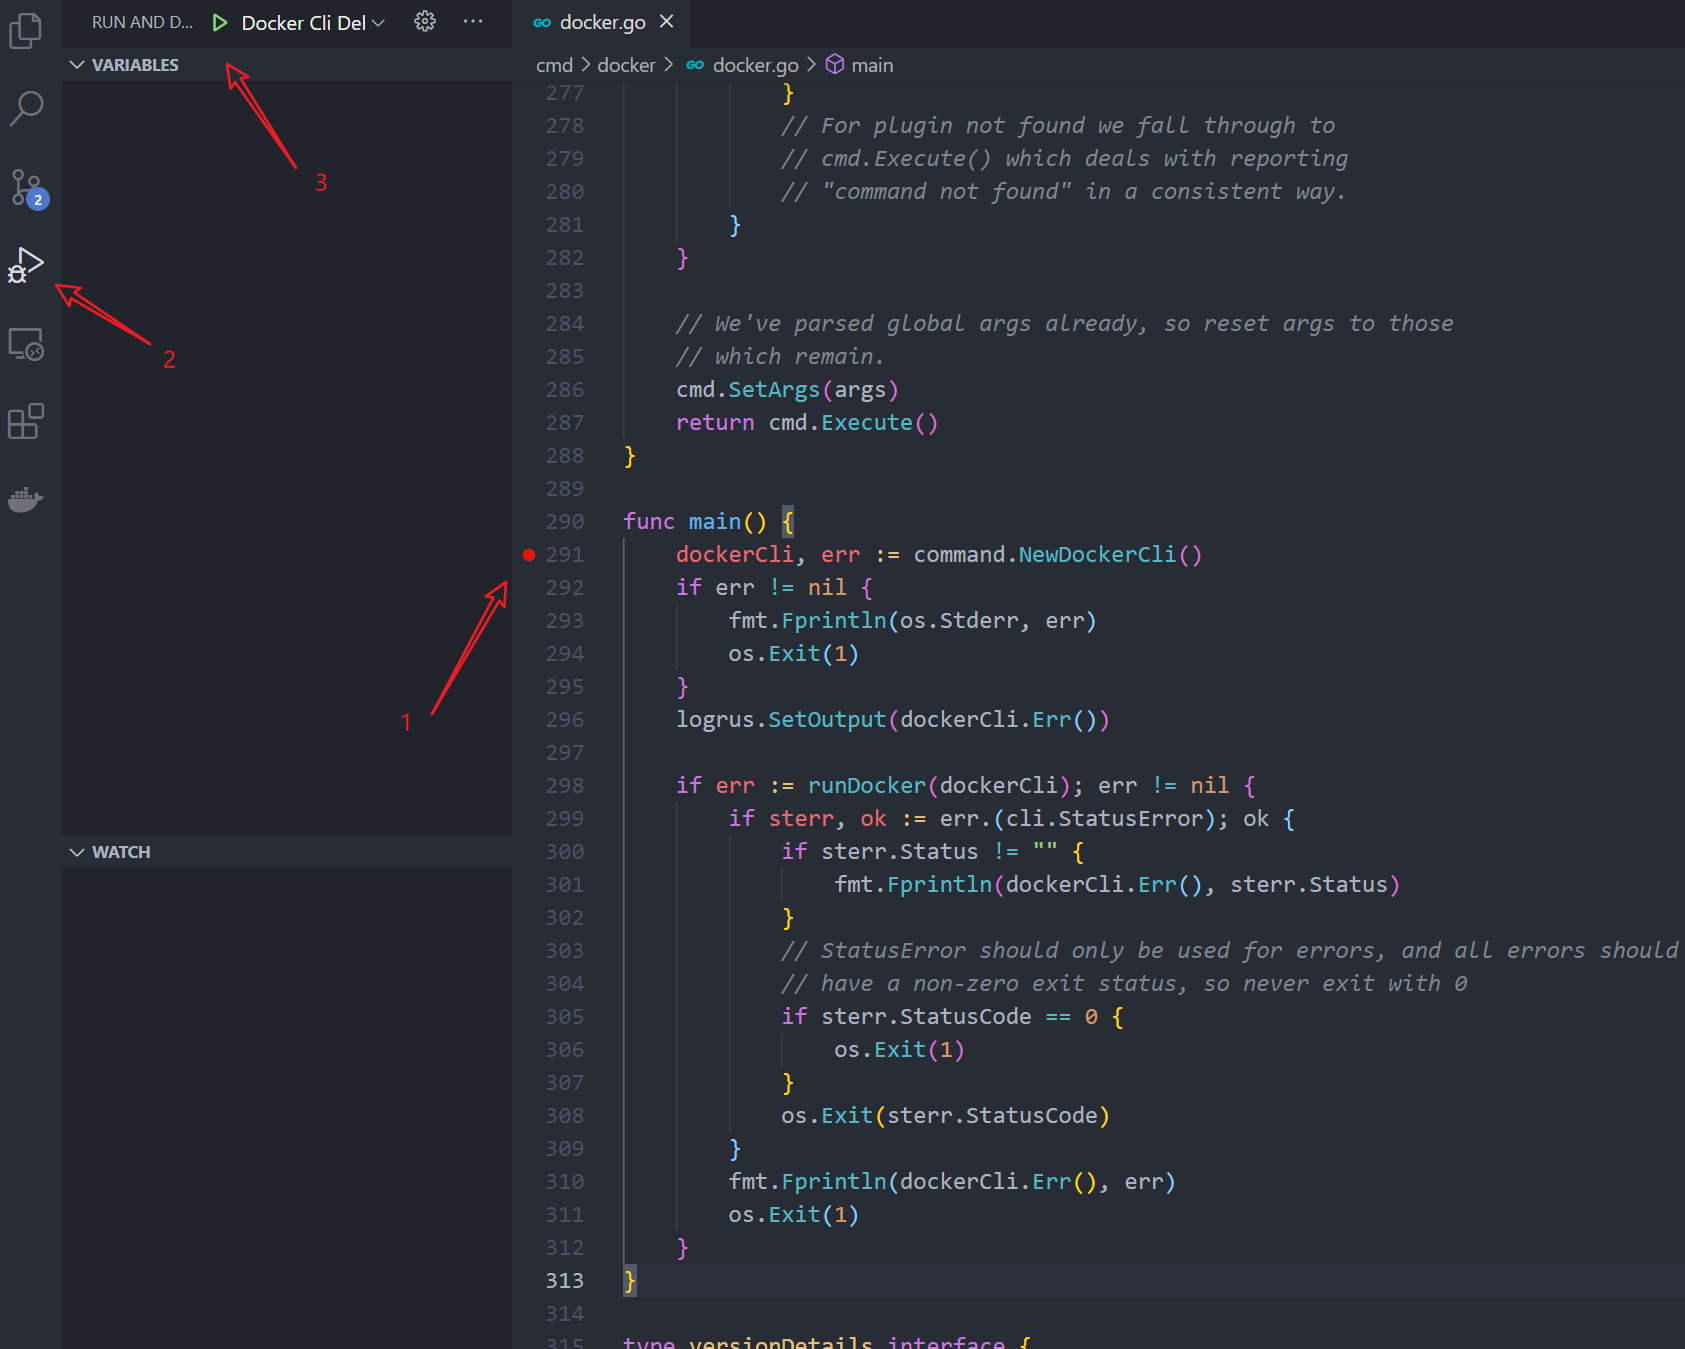 RUN AND D...
Docker Cli Del
VARIABLES
3
2
2
1
WATCH
docker.go
cmd > docker > docker.go > main
277 }
278 // For plugin not found we fall through to
279 // cmd.Execute() which deals with reporting
280 // "command not found" in a consistent way.
281 }
282 }
283
284 // We've parsed global args already, so reset args to those
285 // which remain.
286 cmd.SetArgs(args)
287 return cmd.Execute()
288 }
289
290 func main() {
291 dockerCli, err := command.NewDockerCli()
292 if err != nil {
293 fmt.Fprintln(os.Stderr, err)
294 os.Exit(1)
295 }
296 logrus.SetOutput(dockerCli.Err())
297
298 if err := runDocker(dockerCli); err != nil {
299 if sterr, ok := err.(cli.StatusError); ok {
300 if sterr.Status != "" {
301 fmt.Fprintln(dockerCli.Err(), sterr.Status)
302 }
303 // StatusError should only be used for errors, and all errors should
304 // have a non-zero exit status, so never exit with 0
305 if sterr.StatusCode == 0 {
306 os.Exit(1)
307 }
308 os.Exit(sterr.StatusCode)
309 }
310 fmt.Fprintln(dockerCli.Err(), err)
311 os.Exit(1)
312 }
313 }
314
315 type versionDetails interface {